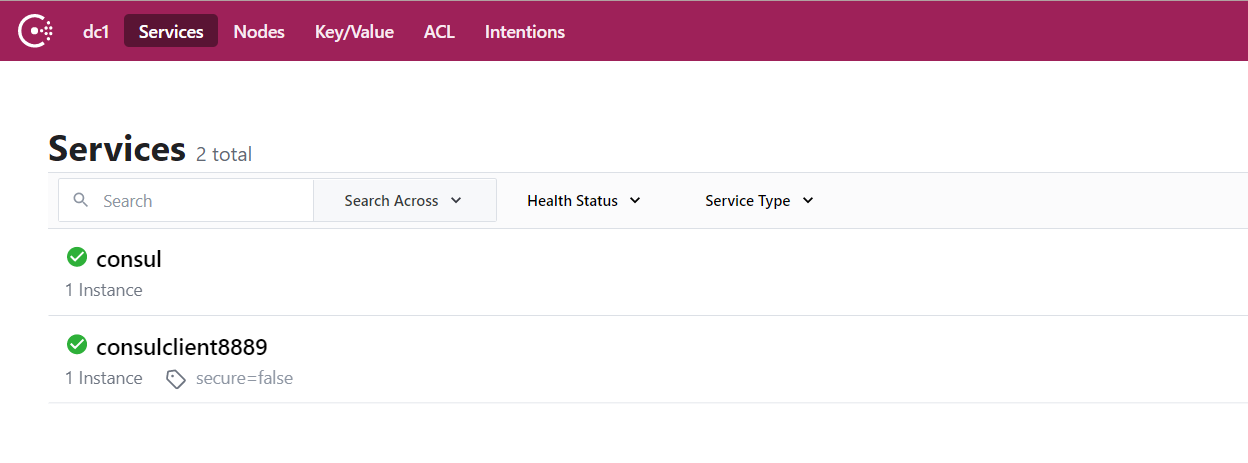 dc1 Services Nodes Key/Value ACL Intentions
Services 2 total
Search Search Across Health Status Service Type
consul
1 Instance
consulclient8889
1 Instance secure=false